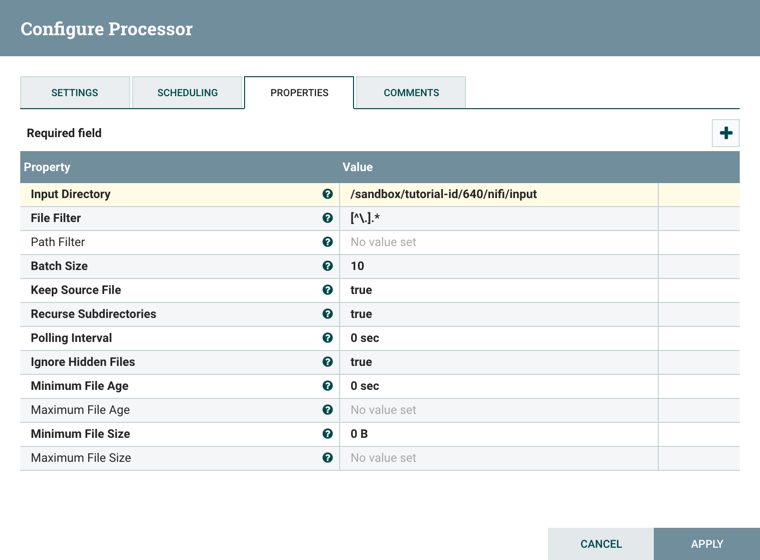 Configure Processor
SETTINGS SCHEDULING PROPERTIES COMMENTS
Required field
Property Value
Input Directory /sandbox/tutorial-id/640/nifi/input
File Filter [^\.].*
Path Filter No value set
Batch Size 10
Keep Source File true
Recurse Subdirectories true
Polling Interval 0 sec
Ignore Hidden Files true
Minimum File Age 0 sec
Maximum File Age No value set
Minimum File Size 0 B
Maximum File Size No value set
CANCEL APPLY